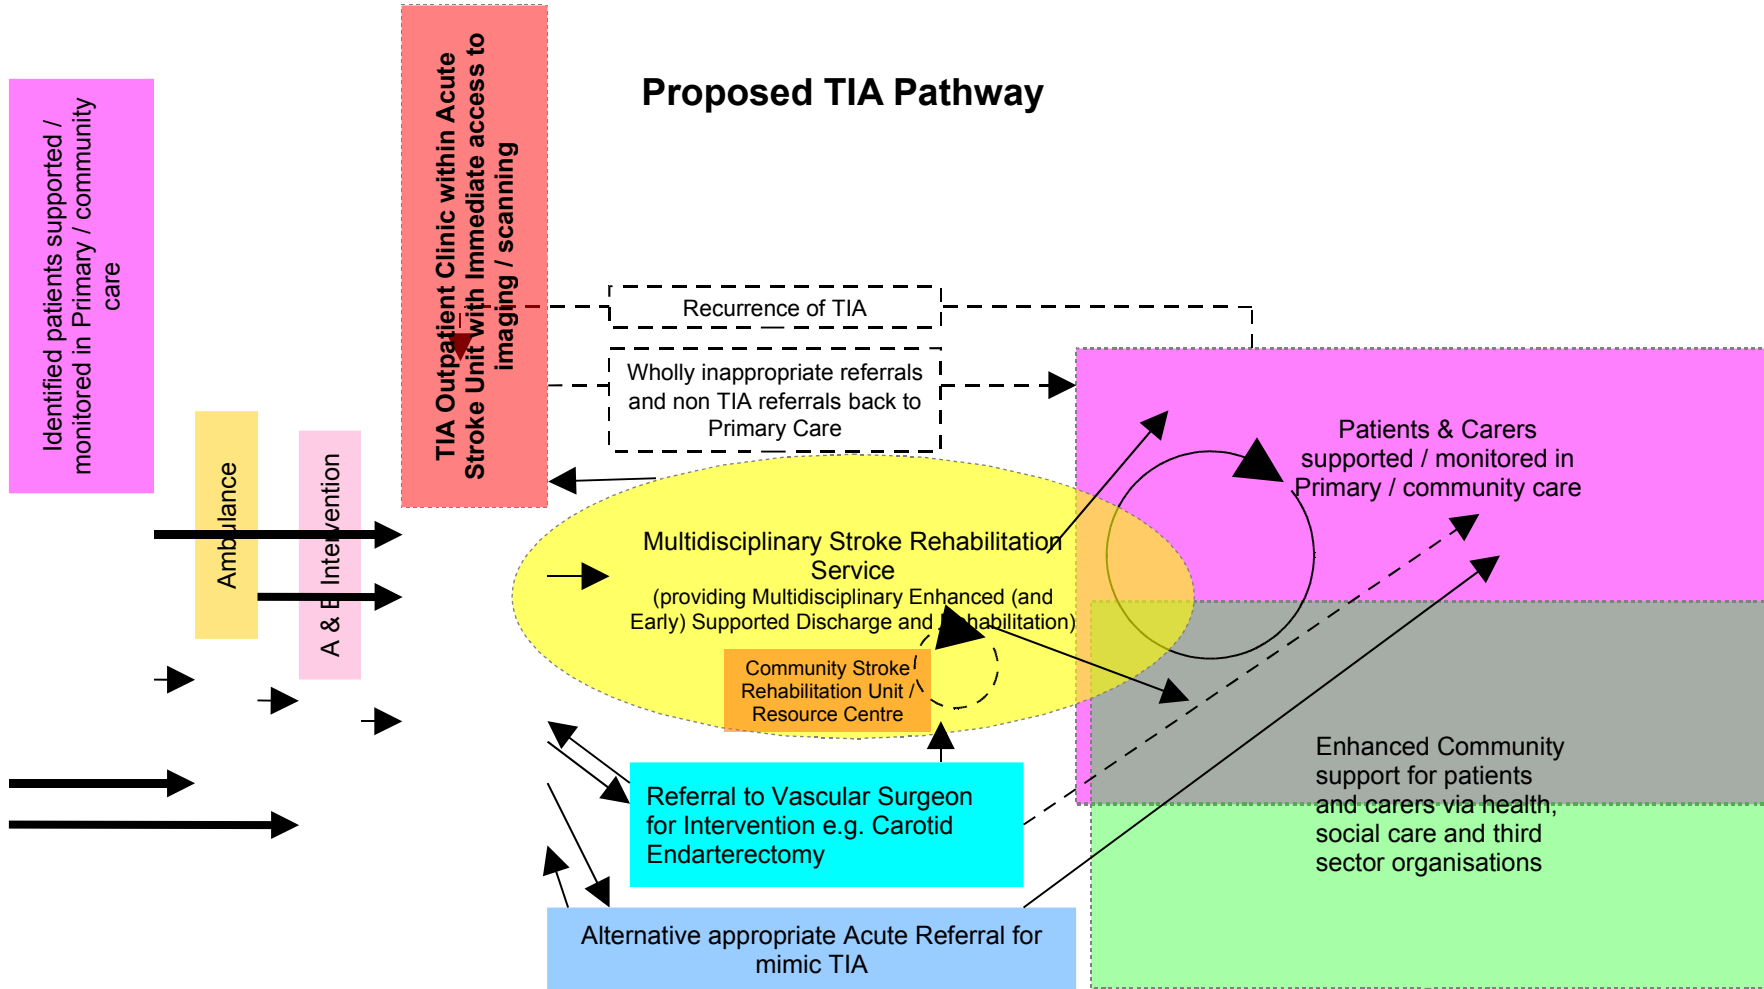 Proposed TIA Pathway
Identified patients supported /
monitored in Primary / community
care
Ambulance
A & E Intervention
TIA Outpatient Clinic within Acute
Stroke Unit with Immediate access to
imaging / scanning
Recurrence of TIA
Wholly inappropriate referrals
and non TIA referrals back to
Primary Care
Multidisciplinary Stroke Rehabilitation
Service
(providing Multidisciplinary Enhanced (and
Early) Supported Discharge and Rehabilitation)
Community Stroke
Rehabilitation Unit /
Resource Centre
Referral to Vascular Surgeon
for Intervention e.g. Carotid
Endarterectomy
Alternative appropriate Acute Referral for
mimic TIA
Patients & Carers
supported / monitored in
Primary / community care
Enhanced Community
support for patients
and carers via health,
social care and third
sector organisations